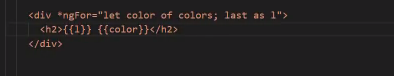 <div *ngFor="let color of colors; last as l">
<h2>{{l}} {{color}}</h2>
</div>